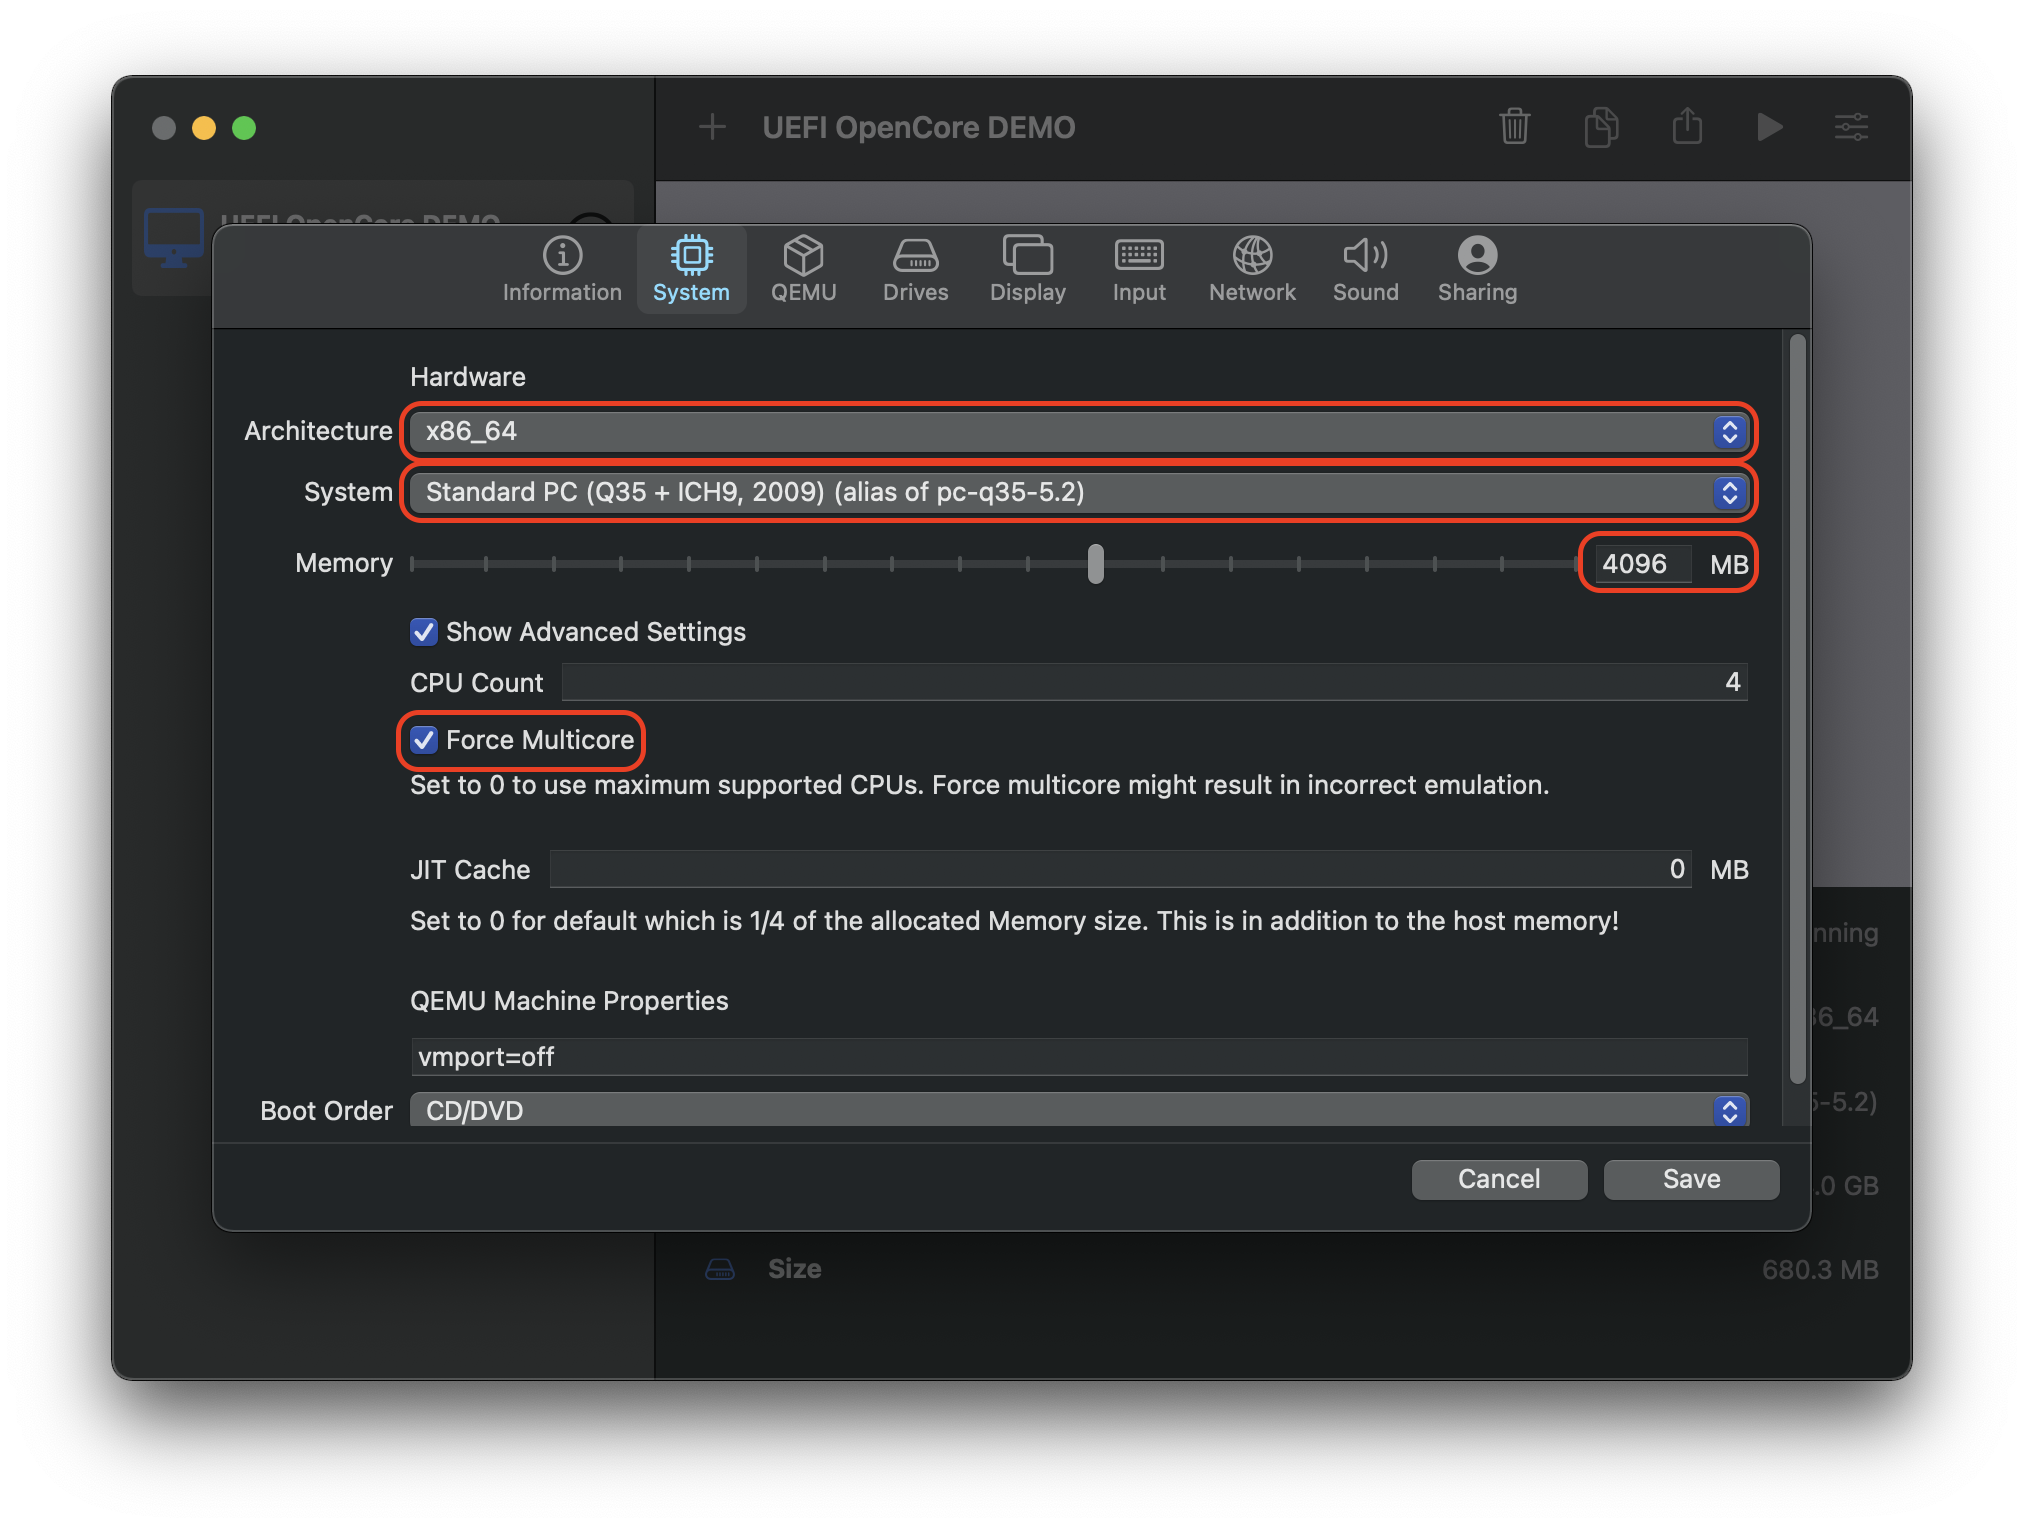 UEFI OpenCore DEMO
UEFI OpenCore DEMO
Information System QEMU Drives Display Input Network Sound Sharing
Hardware
Architecture x86_64
System Standard PC (Q35 + ICH9, 2009) (alias of pc-q35-5.2)
Memory 4096 MB
Show Advanced Settings
CPU Count 4
Force Multicore
Set to 0 to use maximum supported CPUs. Force multicore might result in incorrect emulation.
JIT Cache 0 MB
Set to 0 for default which is 1/4 of the allocated Memory size. This is in addition to the host memory!
nning
QEMU Machine Properties
86_64
vmport=off
Boot Order CD/DVD
5-5.2)
Cancel Save
.0 GB
Size 680.3 MB